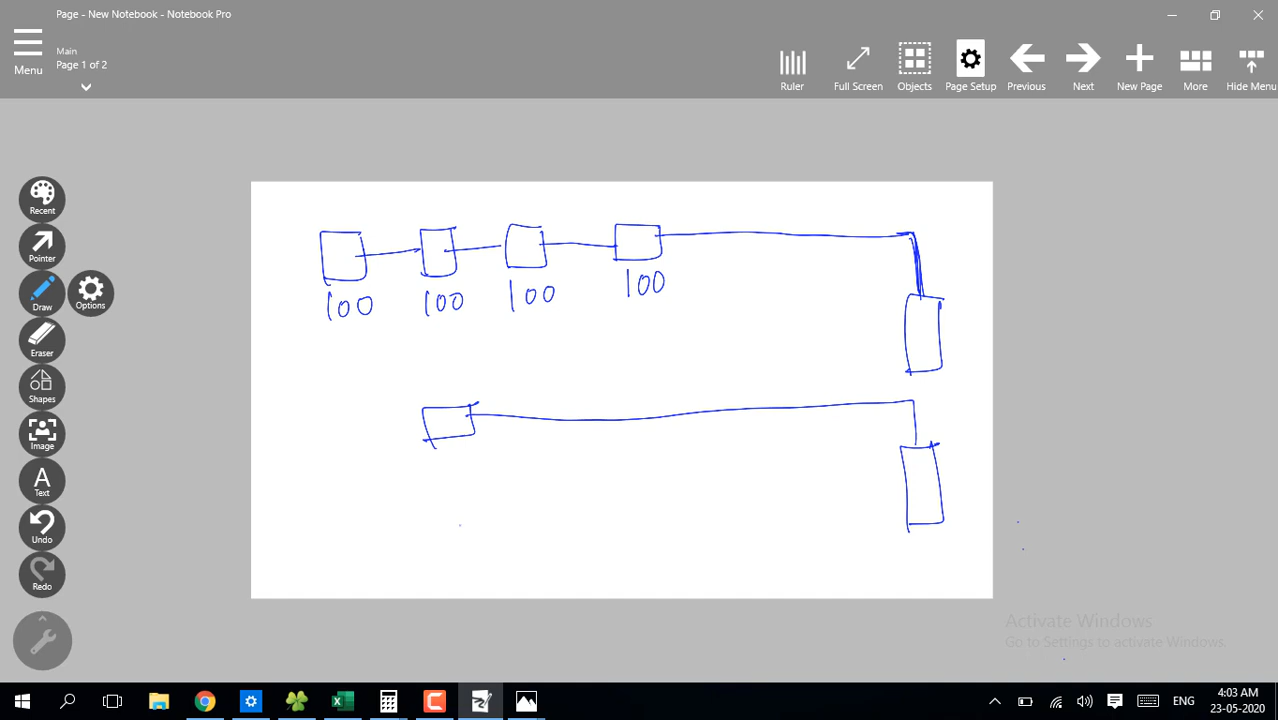 Page - New Notebook - Notebook Pro
Menu
Main
Page 1 of 2
Ruler
Full Screen
Objects
Page Setup
Previous
Next
New Page
More
Hide Menu
Recent
Pointer
Draw
Options
Eraser
Shapes
Image
A
Text
Undo
Redo
100 100 100 100
Activate Windows
Go to Settings to activate Windows.
ENG
4:03 AM
23-05-2020